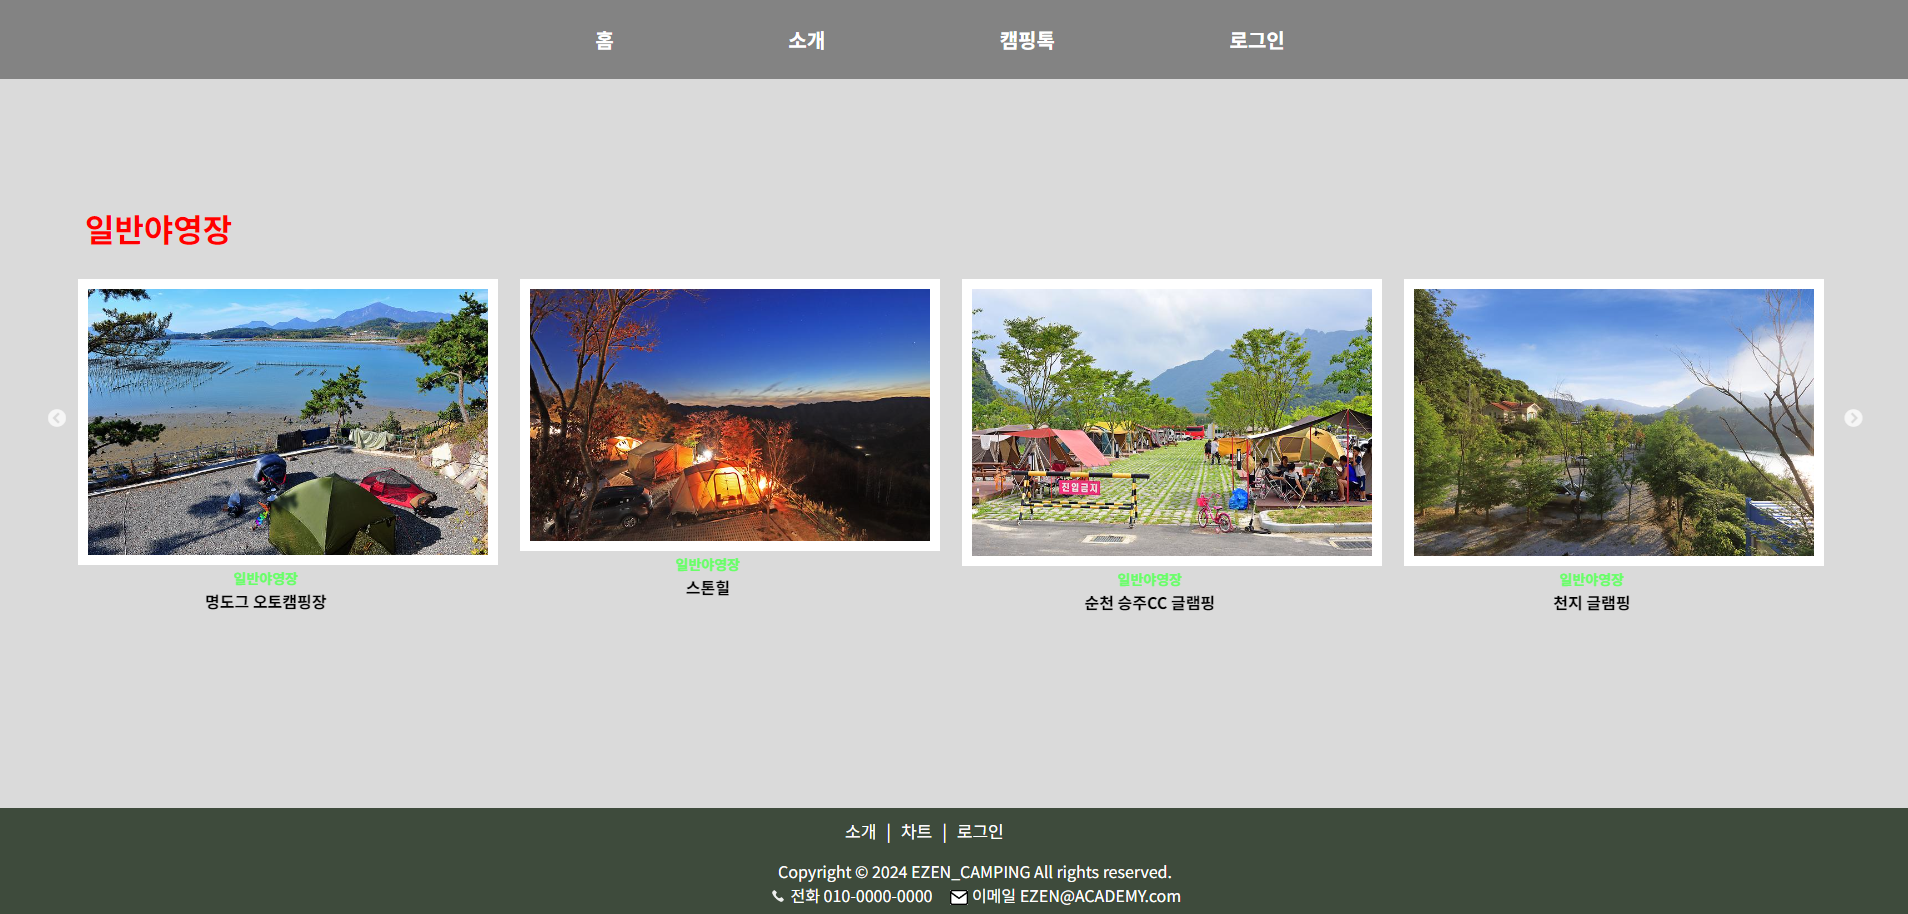 홈 소개 캠핑톡 로그인
일반야영장
진입금지
일반야영장
명도그 오토캠핑장
일반야영장
스톤힐
일반야영장
순천 승주CC 글램핑
일반야영장
천지 글램핑
소개 | 차트 | 로그인
Copyright © 2024 EZEN_CAMPING All rights reserved.
전화 010-0000-0000 이메일 EZEN@ACADEMY.com